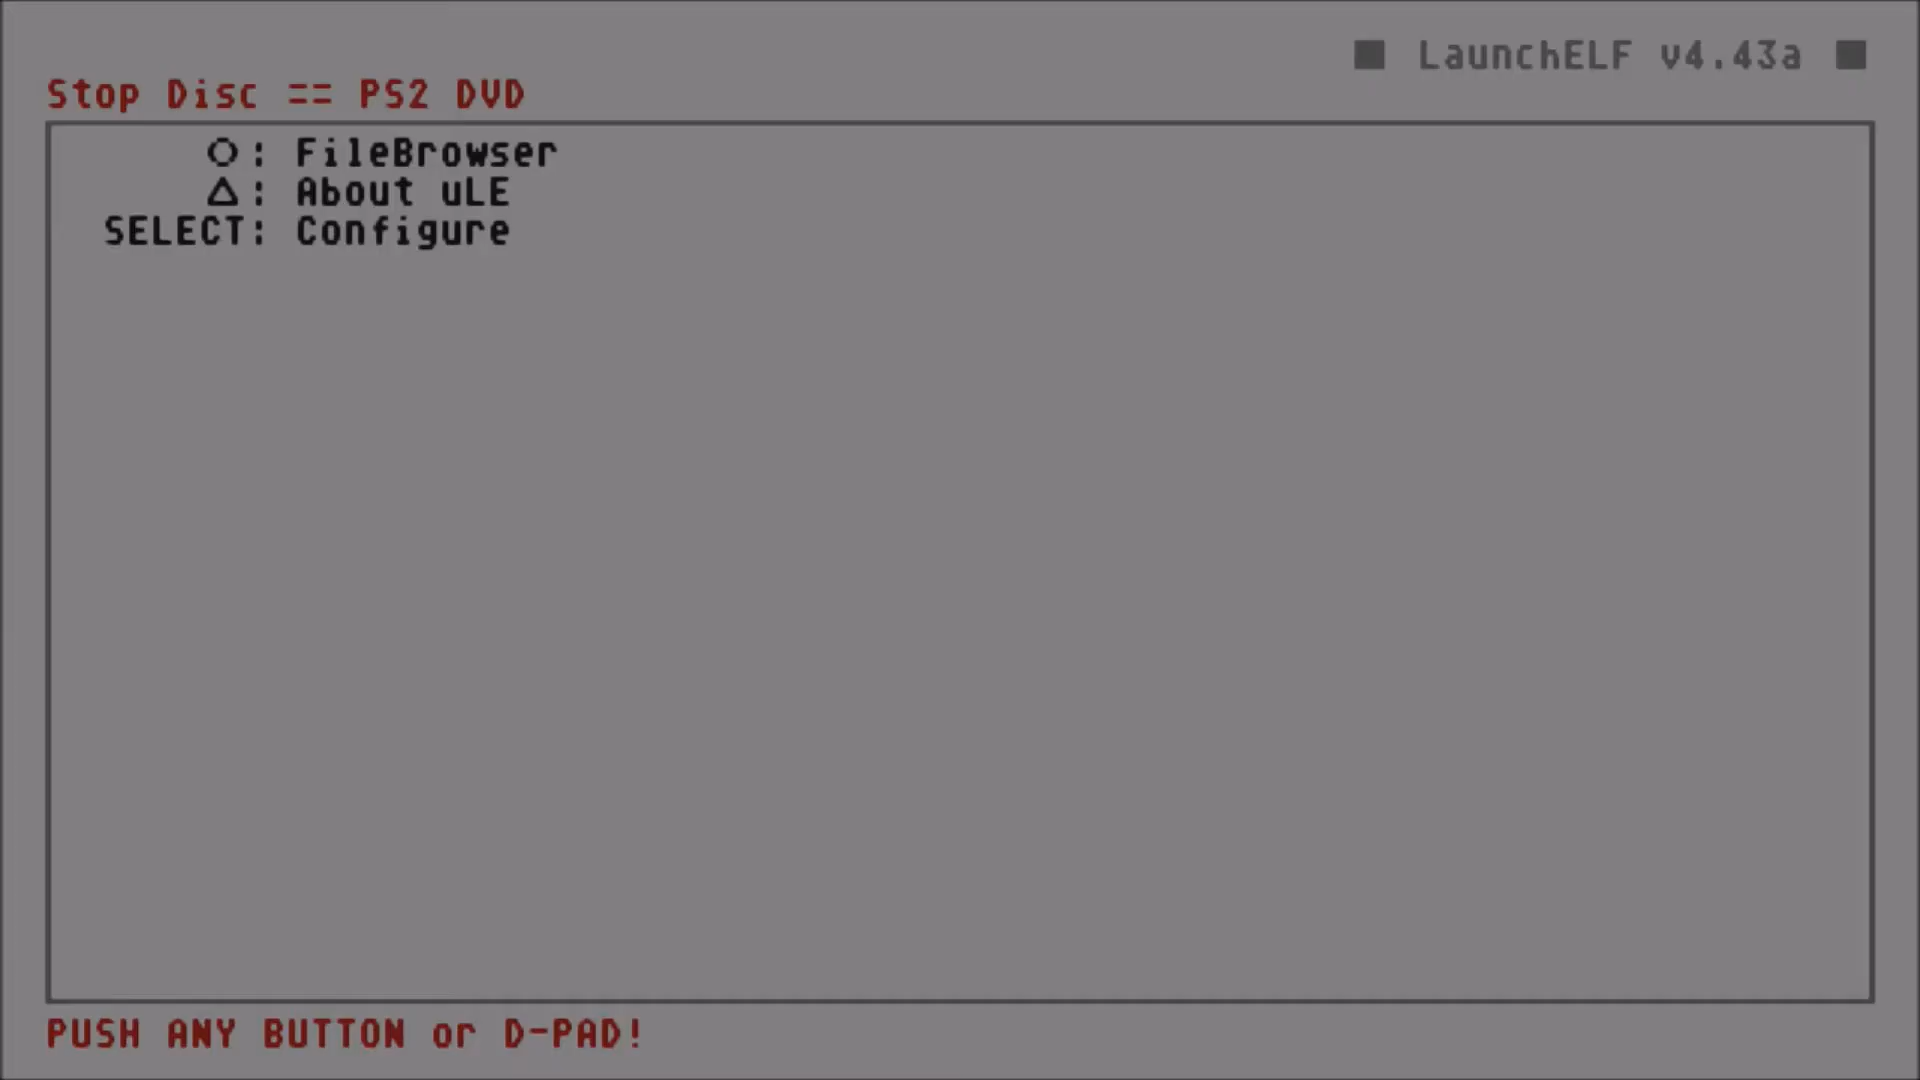 ■ LaunchELF v4.43a ■
Stop Disc == PS2 DVD
○: FileBrowser
△: About uLE
SELECT: Configure
PUSH ANY BUTTON or D-PAD!